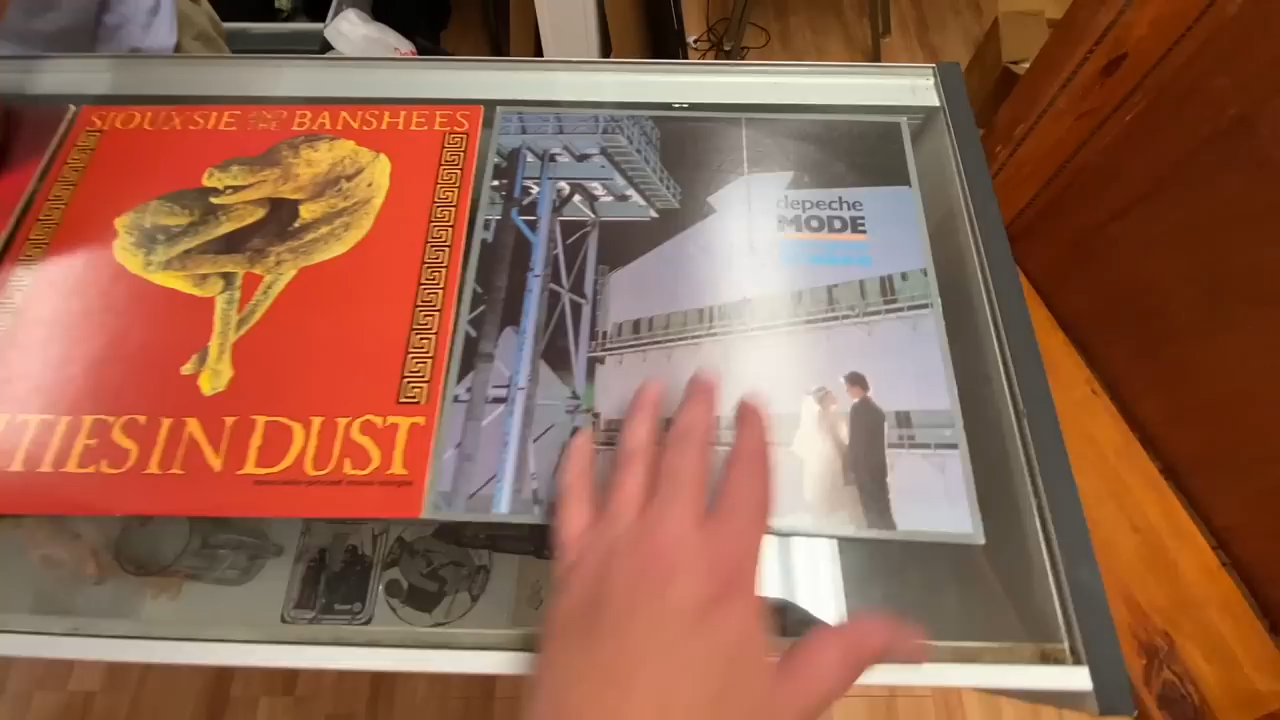 SIOUXSIE AND THE BANSHEES
TIES IN DUST
depeche
MODE